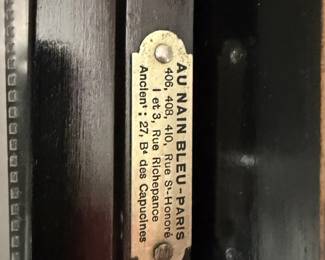 AU NAIN BLEU-PARIS
406, 408, 410, Rue St-Honoré
1 et 3, Rue Richepance
Ancient : 27, Bd des Capucines